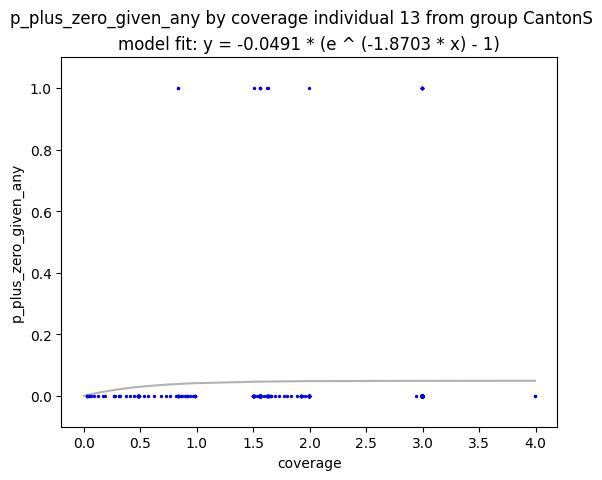 p_plus_zero_given_any by coverage individual 13 from group CantonS
model fit: y = -0.0491 * (e ^ (-1.8703 * x) - 1)
p_plus_zero_given_any
1.0
0.8
0.6
0.4
0.2
0.0
0.0 0.5 1.0 1.5 2.0 2.5 3.0 3.5 4.0
coverage